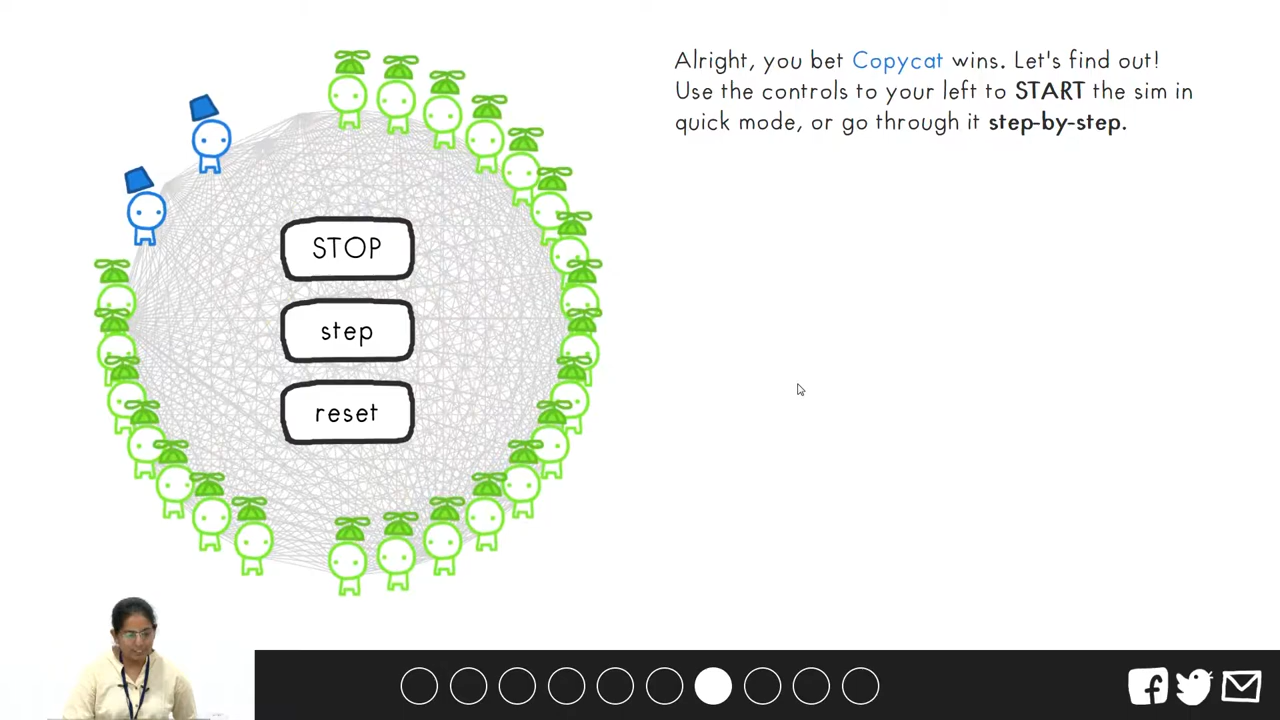 Alright, you bet Copycat wins. Let's find out!
Use the controls to your left to START the sim in
quick mode, or go through it step-by-step.
STOP
step
reset